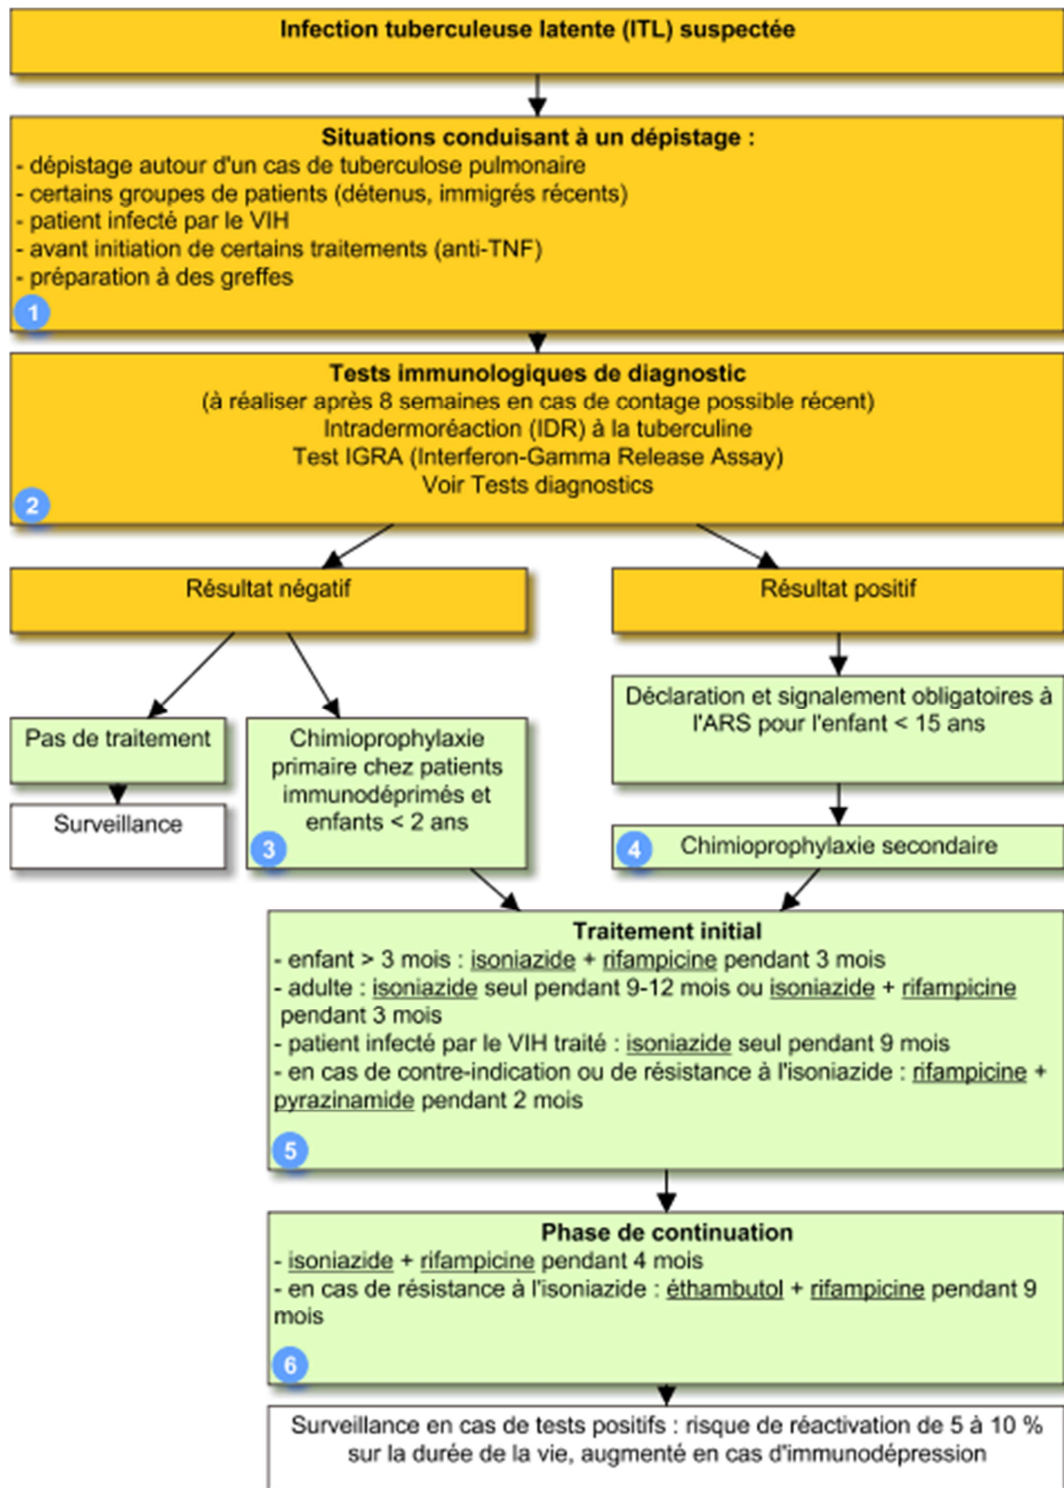 Infection tuberculeuse latente (ITL) suspectée
Situations conduisant à un dépistage :
- dépistage autour d'un cas de tuberculose pulmonaire
- certains groupes de patients (détenus, immigrés récents)
- patient infecté par le VIH
- avant initiation de certains traitements (anti-TNF)
- préparation à des greffes
1
Tests immunologiques de diagnostic
(à réaliser après 8 semaines en cas de contage possible récent)
Intradermoréaction (IDR) à la tuberculine
Test IGRA (Interferon-Gamma Release Assay)
Voir Tests diagnostics
2
Résultat négatif
Résultat positif
Pas de traitement
Surveillance
Chimioprophylaxie
primaire chez patients
immunodéprimés et
enfants < 2 ans
3
Déclaration et signalement obligatoires à
l'ARS pour l'enfant < 15 ans
4
Chimioprophylaxie secondaire
Traitement initial
- enfant > 3 mois : isoniazide + rifampicine pendant 3 mois
- adulte : isoniazide seul pendant 9-12 mois ou isoniazide + rifampicine
pendant 3 mois
- patient infecté par le VIH traité : isoniazide seul pendant 9 mois
- en cas de contre-indication ou de résistance à l'isoniazide : rifampicine +
pyrazinamide pendant 2 mois
5
Phase de continuation
- isoniazide + rifampicine pendant 4 mois
- en cas de résistance à l'isoniazide : éthambutol + rifampicine pendant 9
mois
6
Surveillance en cas de tests positifs : risque de réactivation de 5 à 10 %
sur la durée de la vie, augmenté en cas d'immunodépression